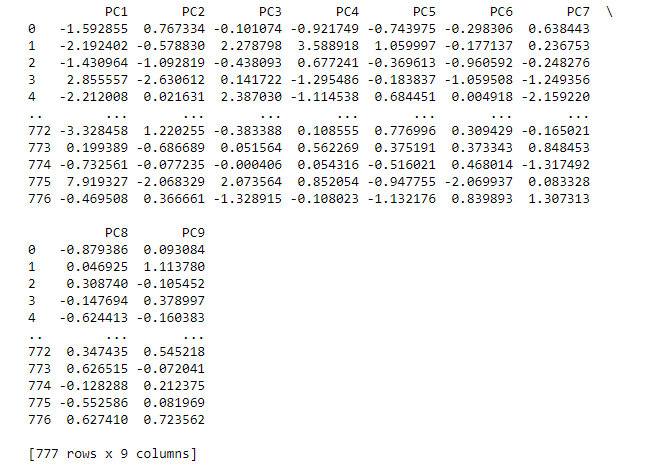 PC1 PC2 PC3 PC4 PC5 PC6 PC7 \
0 -1.592855 0.767334 -0.101074 -0.921749 -0.743975 -0.298306 0.638443
1 -2.192402 -0.578830 2.278798 3.588918 1.059997 -0.177137 0.236753
2 -1.430964 -1.092819 -0.438093 0.677241 -0.369613 -0.960592 -0.248276
3 2.855557 -2.630612 0.141722 -1.295486 -0.183837 -1.059508 -1.249356
4 -2.212008 0.021631 2.387030 -1.114538 0.684451 0.004918 -2.159220
.. ... ... ... ... ... ... ...
772 -3.328458 1.220255 -0.383388 0.108555 0.776996 0.309429 -0.165021
773 0.199389 -0.686689 0.051564 0.562269 0.375191 0.373343 0.848453
774 -0.732561 -0.077235 -0.000406 0.054316 -0.516021 0.468014 -1.317492
775 7.919327 -2.068329 2.073564 0.852054 -0.947755 -2.069937 0.083328
776 -0.469508 0.366661 -1.328915 -0.108023 -1.132176 0.839893 1.307313
PC8 PC9
0 -0.879386 0.093084
1 0.046925 1.113780
2 0.308740 -0.105452
3 -0.147694 0.378997
4 -0.624413 -0.160383
.. ... ...
772 0.347435 0.545218
773 0.626515 -0.072041
774 -0.128288 0.212375
775 -0.552586 0.081969
776 0.627410 0.723562
[777 rows x 9 columns]